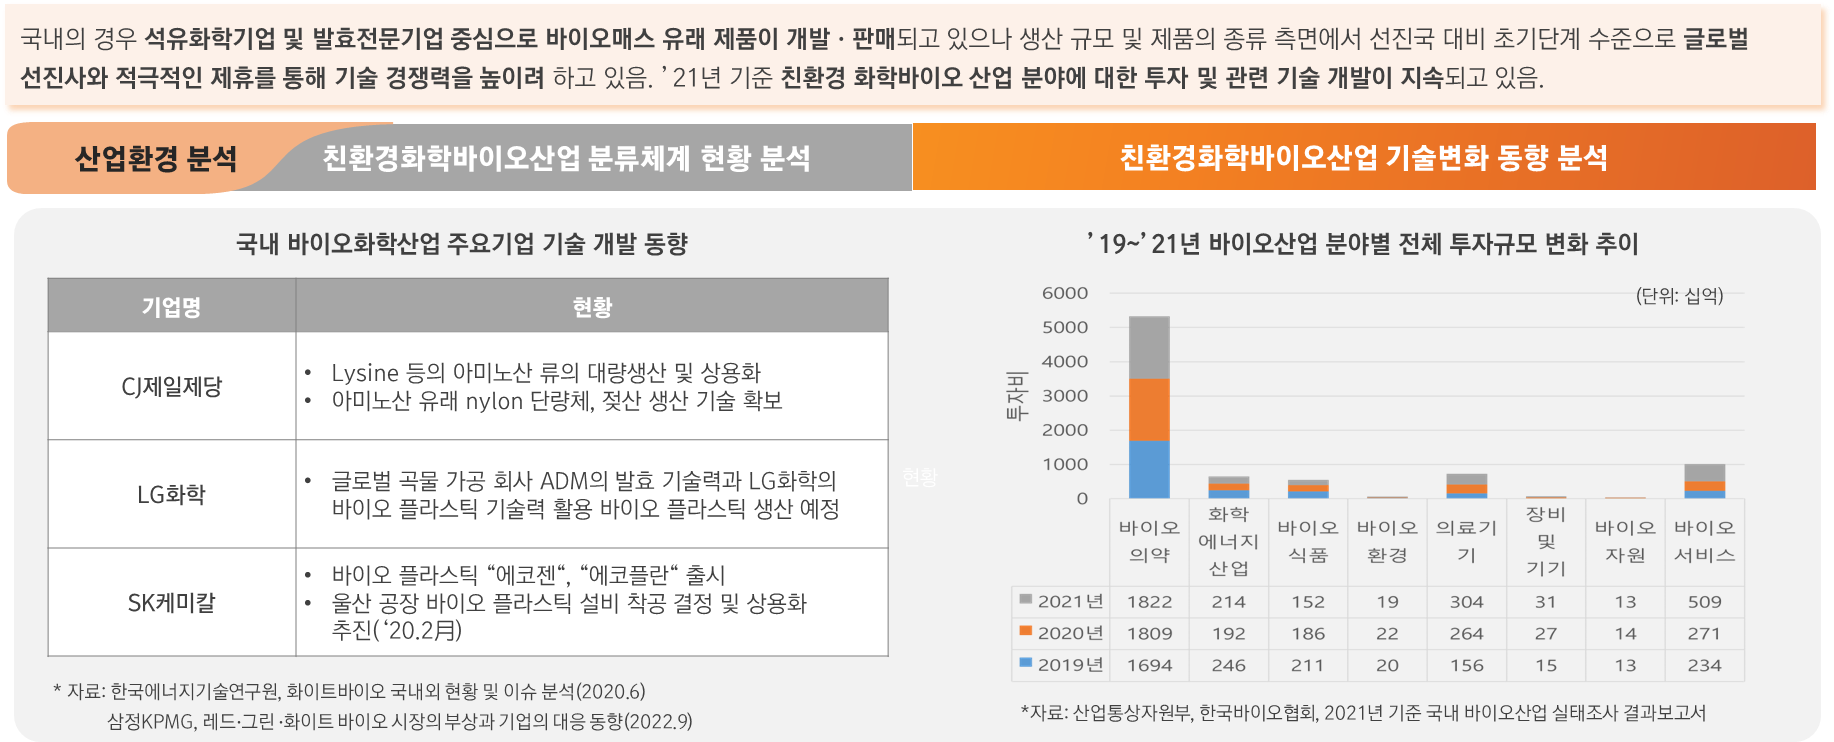 국내의 경우 석유화학기업 및 발효전문기업 중심으로 바이오매스 유래 제품이 개발 · 판매되고 있으나 생산 규모 및 제품의 종류 측면에서 선진국 대비 초기단계 수준으로 글로벌
선진사와 적극적인 제휴를 통해 기술 경쟁력을 높이려 하고 있음. ’21년 기준 친환경 화학바이오 산업 분야에 대한 투자 및 관련 기술 개발이 지속되고 있음.
산업환경 분석
친환경화학바이오산업 분류체계 현황 분석
친환경화학바이오산업 기술변화 동향 분석
국내 바이오화학산업 주요기업 기술 개발 동향
기업명 현황
CJ제일제당
• Lysine 등의 아미노산 류의 대량생산 및 상용화
• 아미노산 유래 nylon 단량체, 젖산 생산 기술 확보
LG화학
• 글로벌 곡물 가공 회사 ADM의 발효 기술력과 LG화학의
바이오 플라스틱 기술력 활용 바이오 플라스틱 생산 예정
SK케미칼
• 바이오 플라스틱 “에코젠“, “에코플란“ 출시
• 울산 공장 바이오 플라스틱 설비 착공 결정 및 상용화
추진(‘20.2月)
* 자료: 한국에너지기술연구원, 화이트바이오 국내외 현황 및 이슈 분석(2020.6)
삼정KPMG, 레드·그린·화이트 바이오 시장의 부상과 기업의 대응 동향(2022.9)
현황
’19~’21년 바이오산업 분야별 전체 투자규모 변화 추이
(단위: 십억)
투자비
6000
5000
4000
3000
2000
1000
0
바이오
의약
화학
에너지
산업
바이오
식품
바이오
환경
의료기
기
장비
및
기기
바이오
자원
바이오
서비스
2021년 1822 214 152 19 304 31 13 509
2020년 1809 192 186 22 264 27 14 271
2019년 1694 246 211 20 156 15 13 234
*자료: 산업통상자원부, 한국바이오협회, 2021년 기준 국내 바이오산업 실태조사 결과보고서